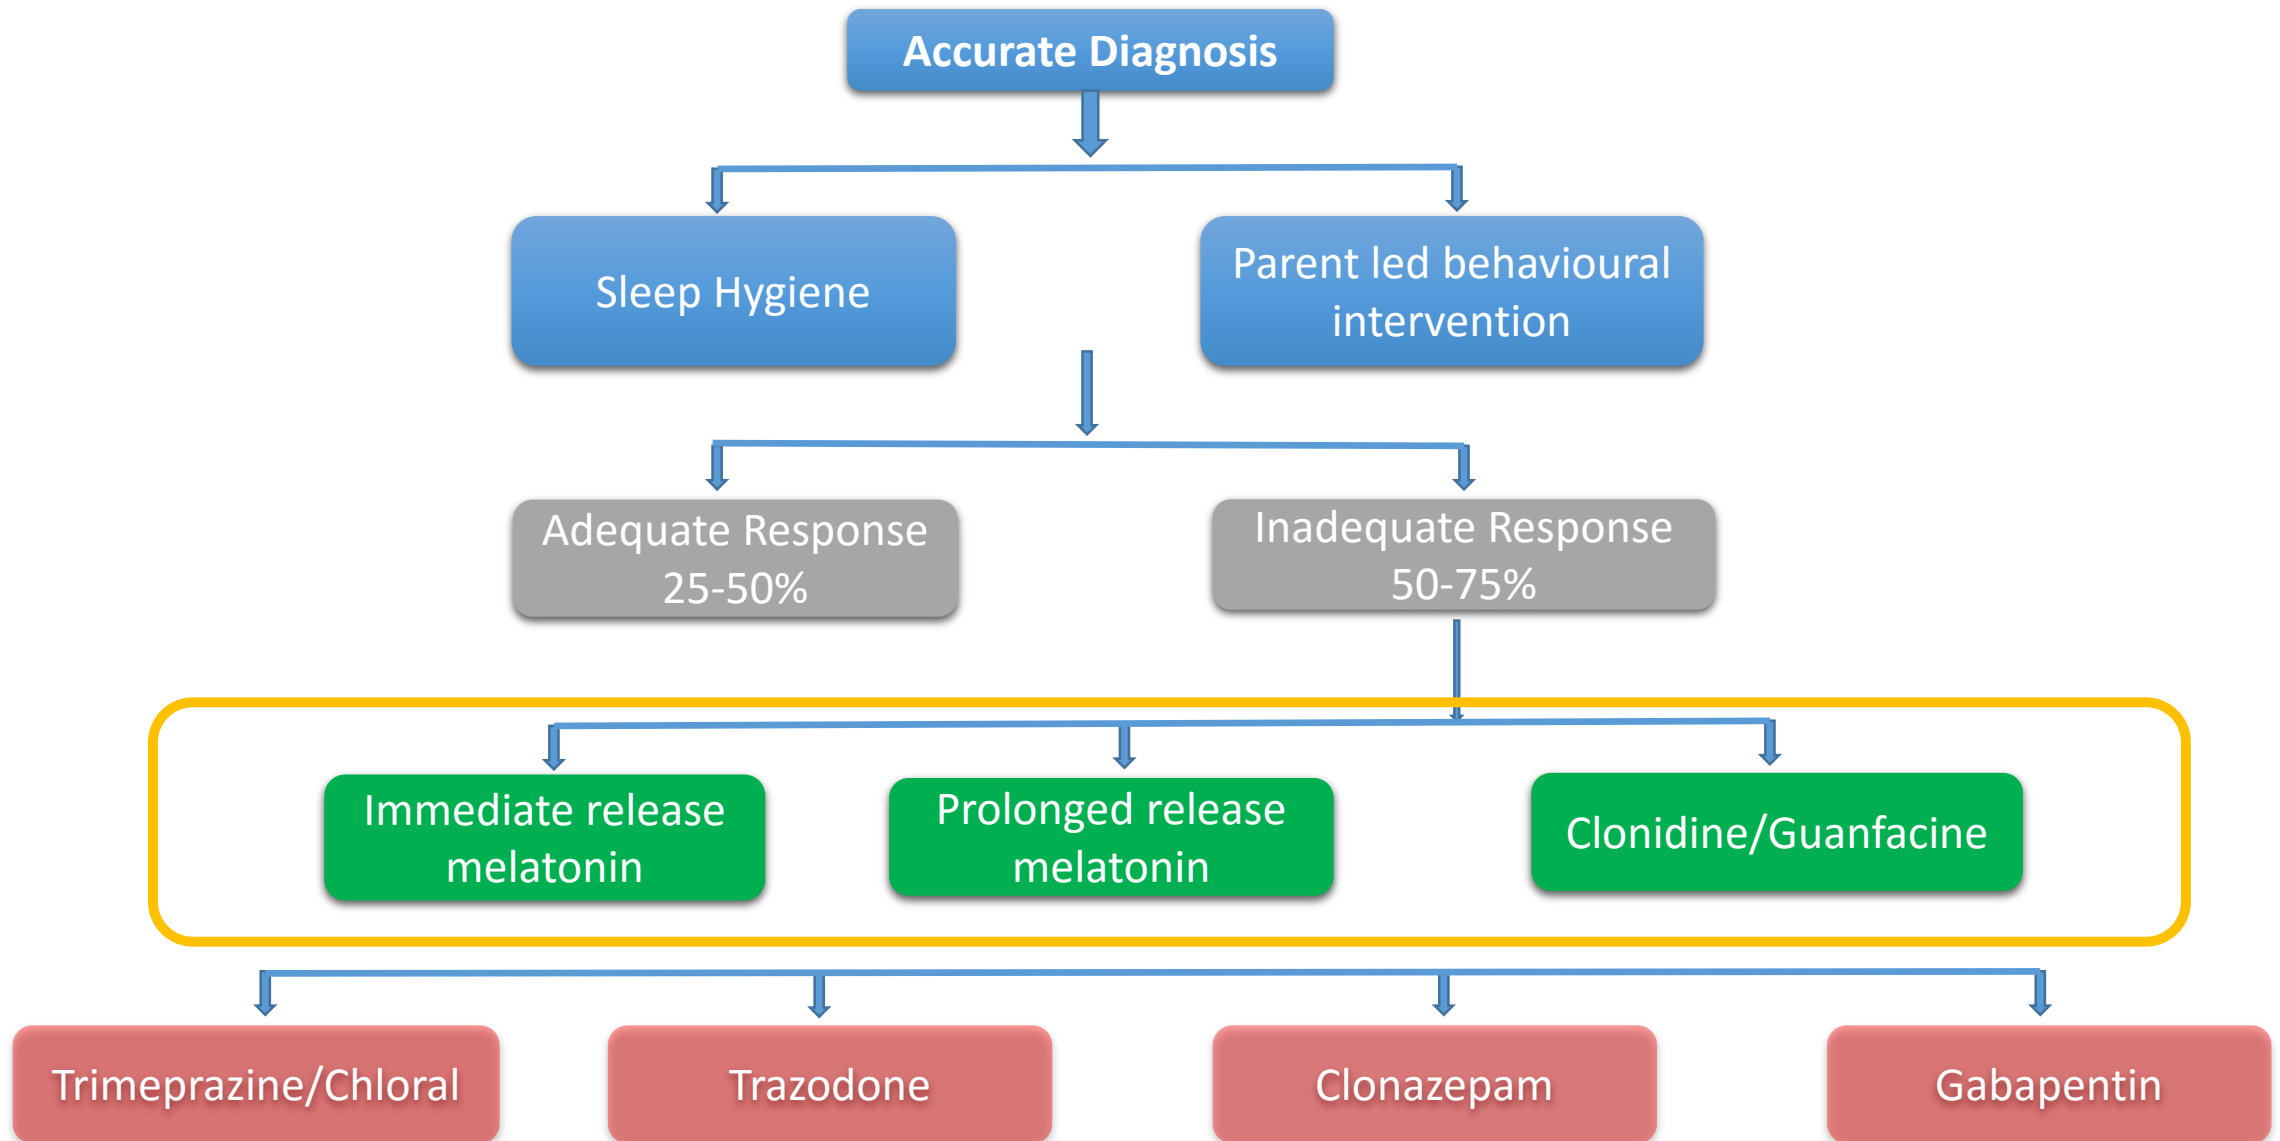 Accurate Diagnosis
Sleep Hygiene
Parent led behavioural
intervention
Adequate Response
25-50%
Inadequate Response
50-75%
Immediate release
melatonin
Prolonged release
melatonin
Clonidine/Guanfacine
Trimeprazine/Chloral
Trazodone
Clonazepam
Gabapentin